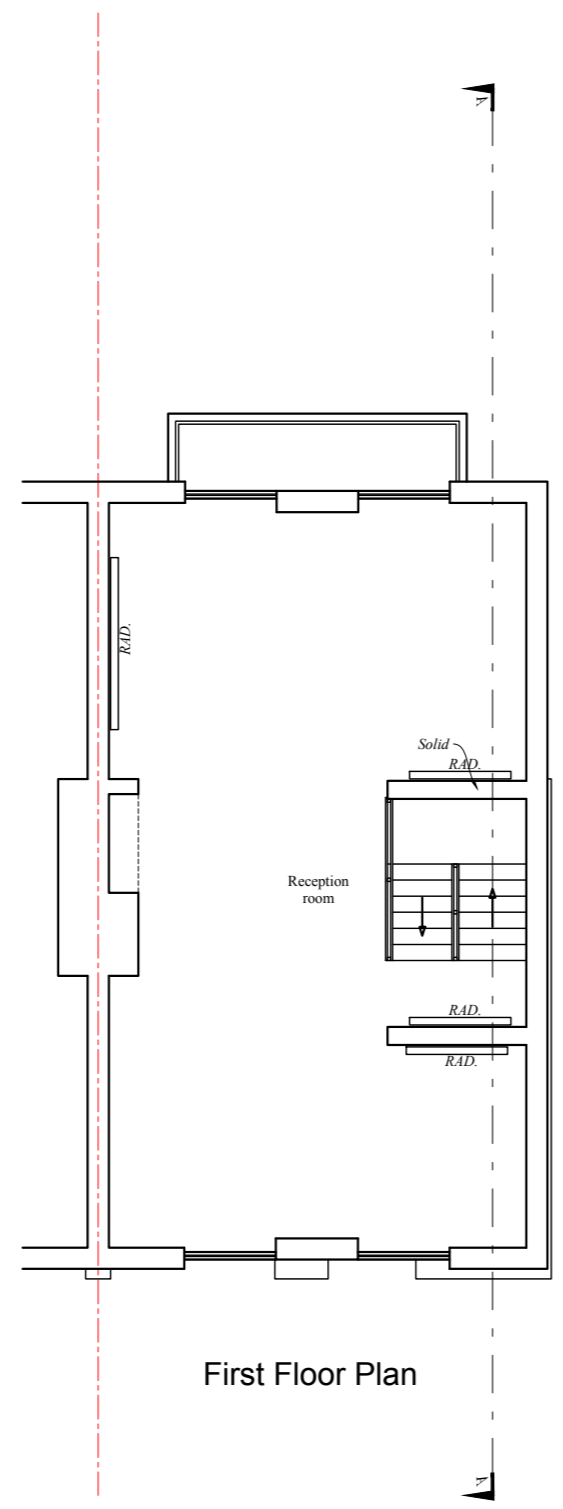 A
RAD.
Solid
RAD.
Reception
room
RAD.
RAD.
First Floor Plan
A